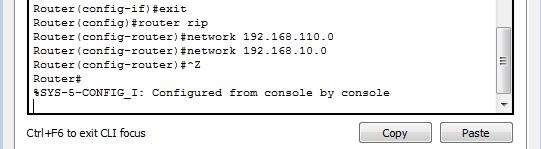 Router(config-if)#exit
Router(config)#router rip
Router(config-router)#network 192.168.110.0
Router(config-router)#network 192.168.10.0
Router(config-router)#^Z
Router#
%SYS-5-CONFIG_I: Configured from console by console
Ctrl+F6 to exit CLI focus
Copy
Paste